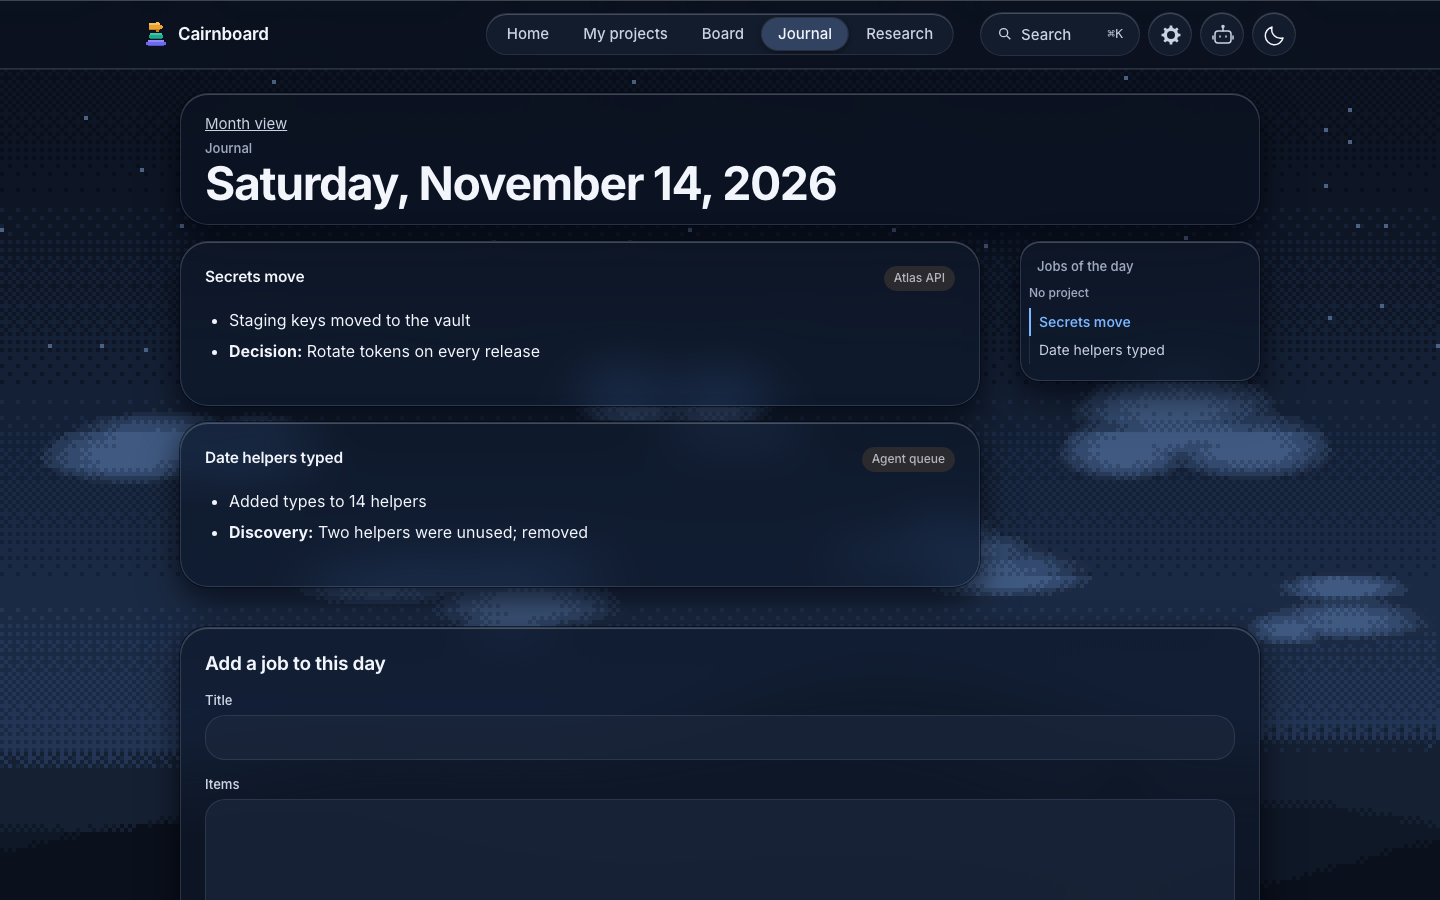 Cairnboard
Home
My projects
Board
Journal
Research
Search ⌘K
Month view
Journal
Saturday, November 14, 2026
Secrets move
Atlas API
Staging keys moved to the vault
Decision: Rotate tokens on every release
Jobs of the day
No project
Secrets move
Date helpers typed
Date helpers typed
Agent queue
Added types to 14 helpers
Discovery: Two helpers were unused; removed
Add a job to this day
Title
Items